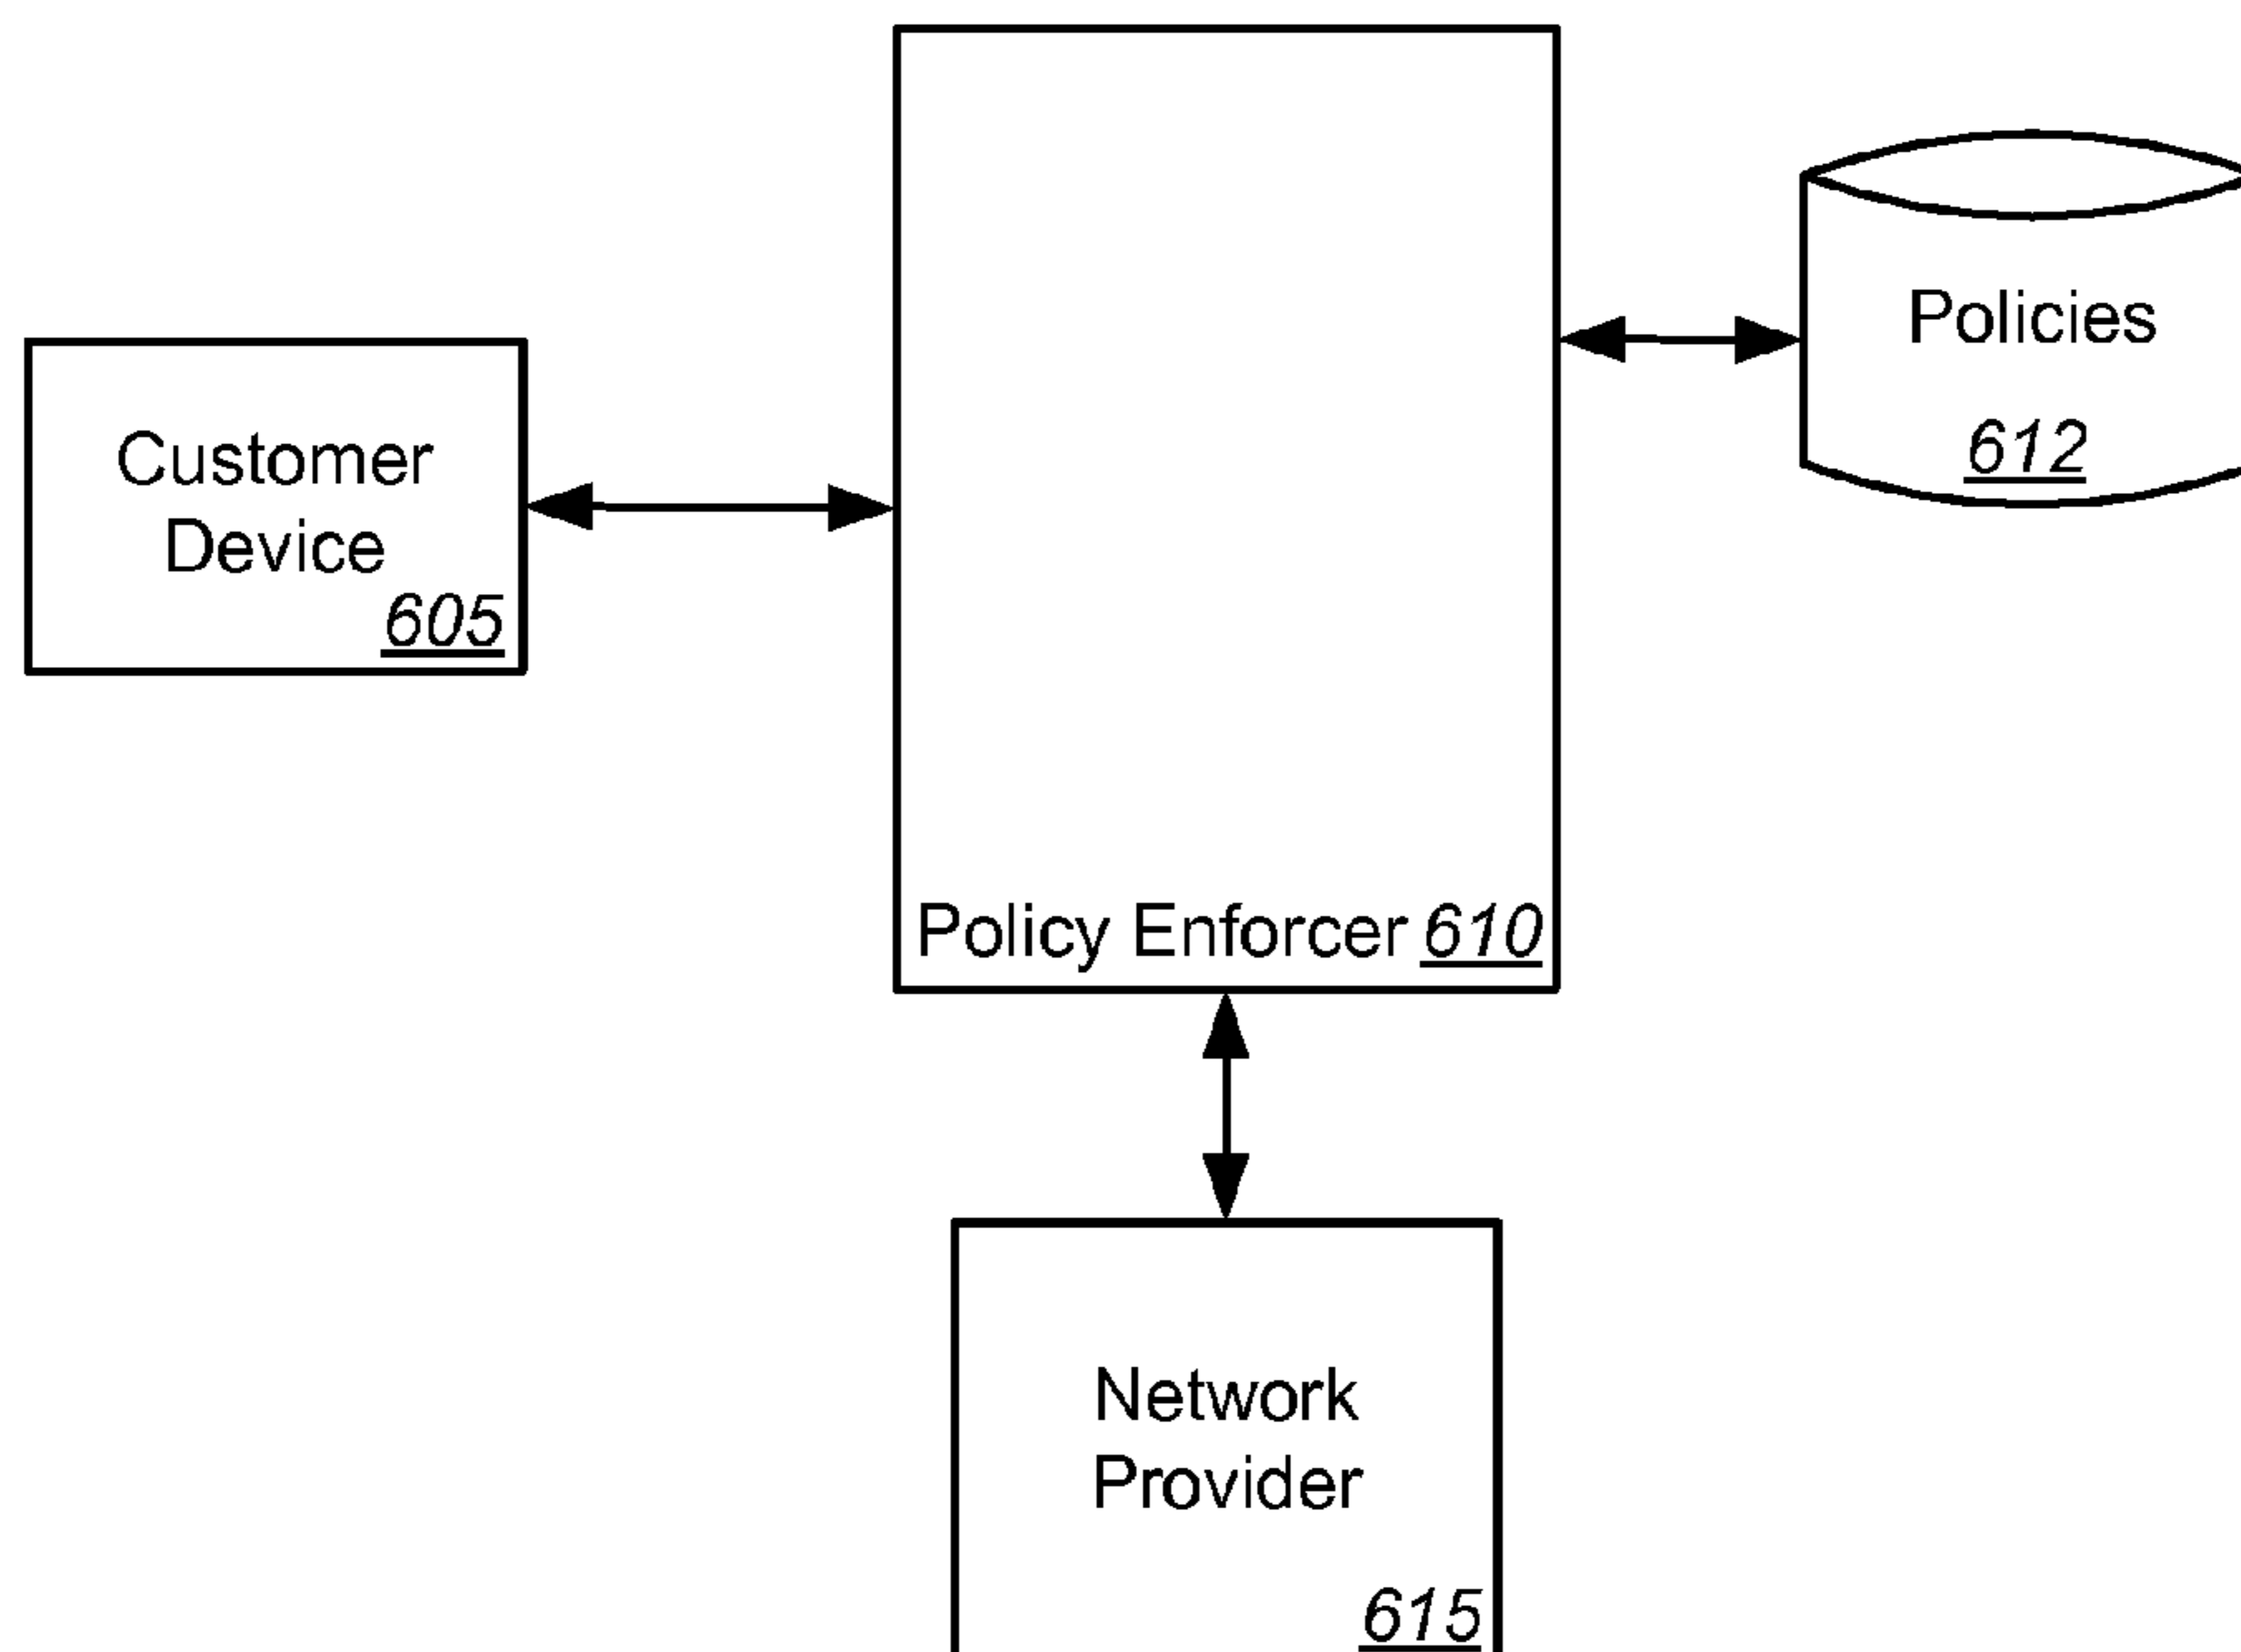 Policies
612
Customer
Device
605
Policy Enforcer 610
Network
Provider
615